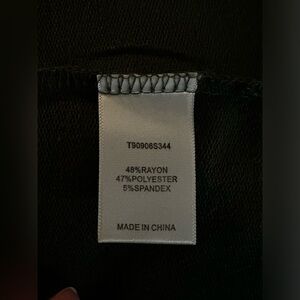 T90906S344
48%RAYON
47%POLYESTER
5%SPANDEX
MADE IN CHINA